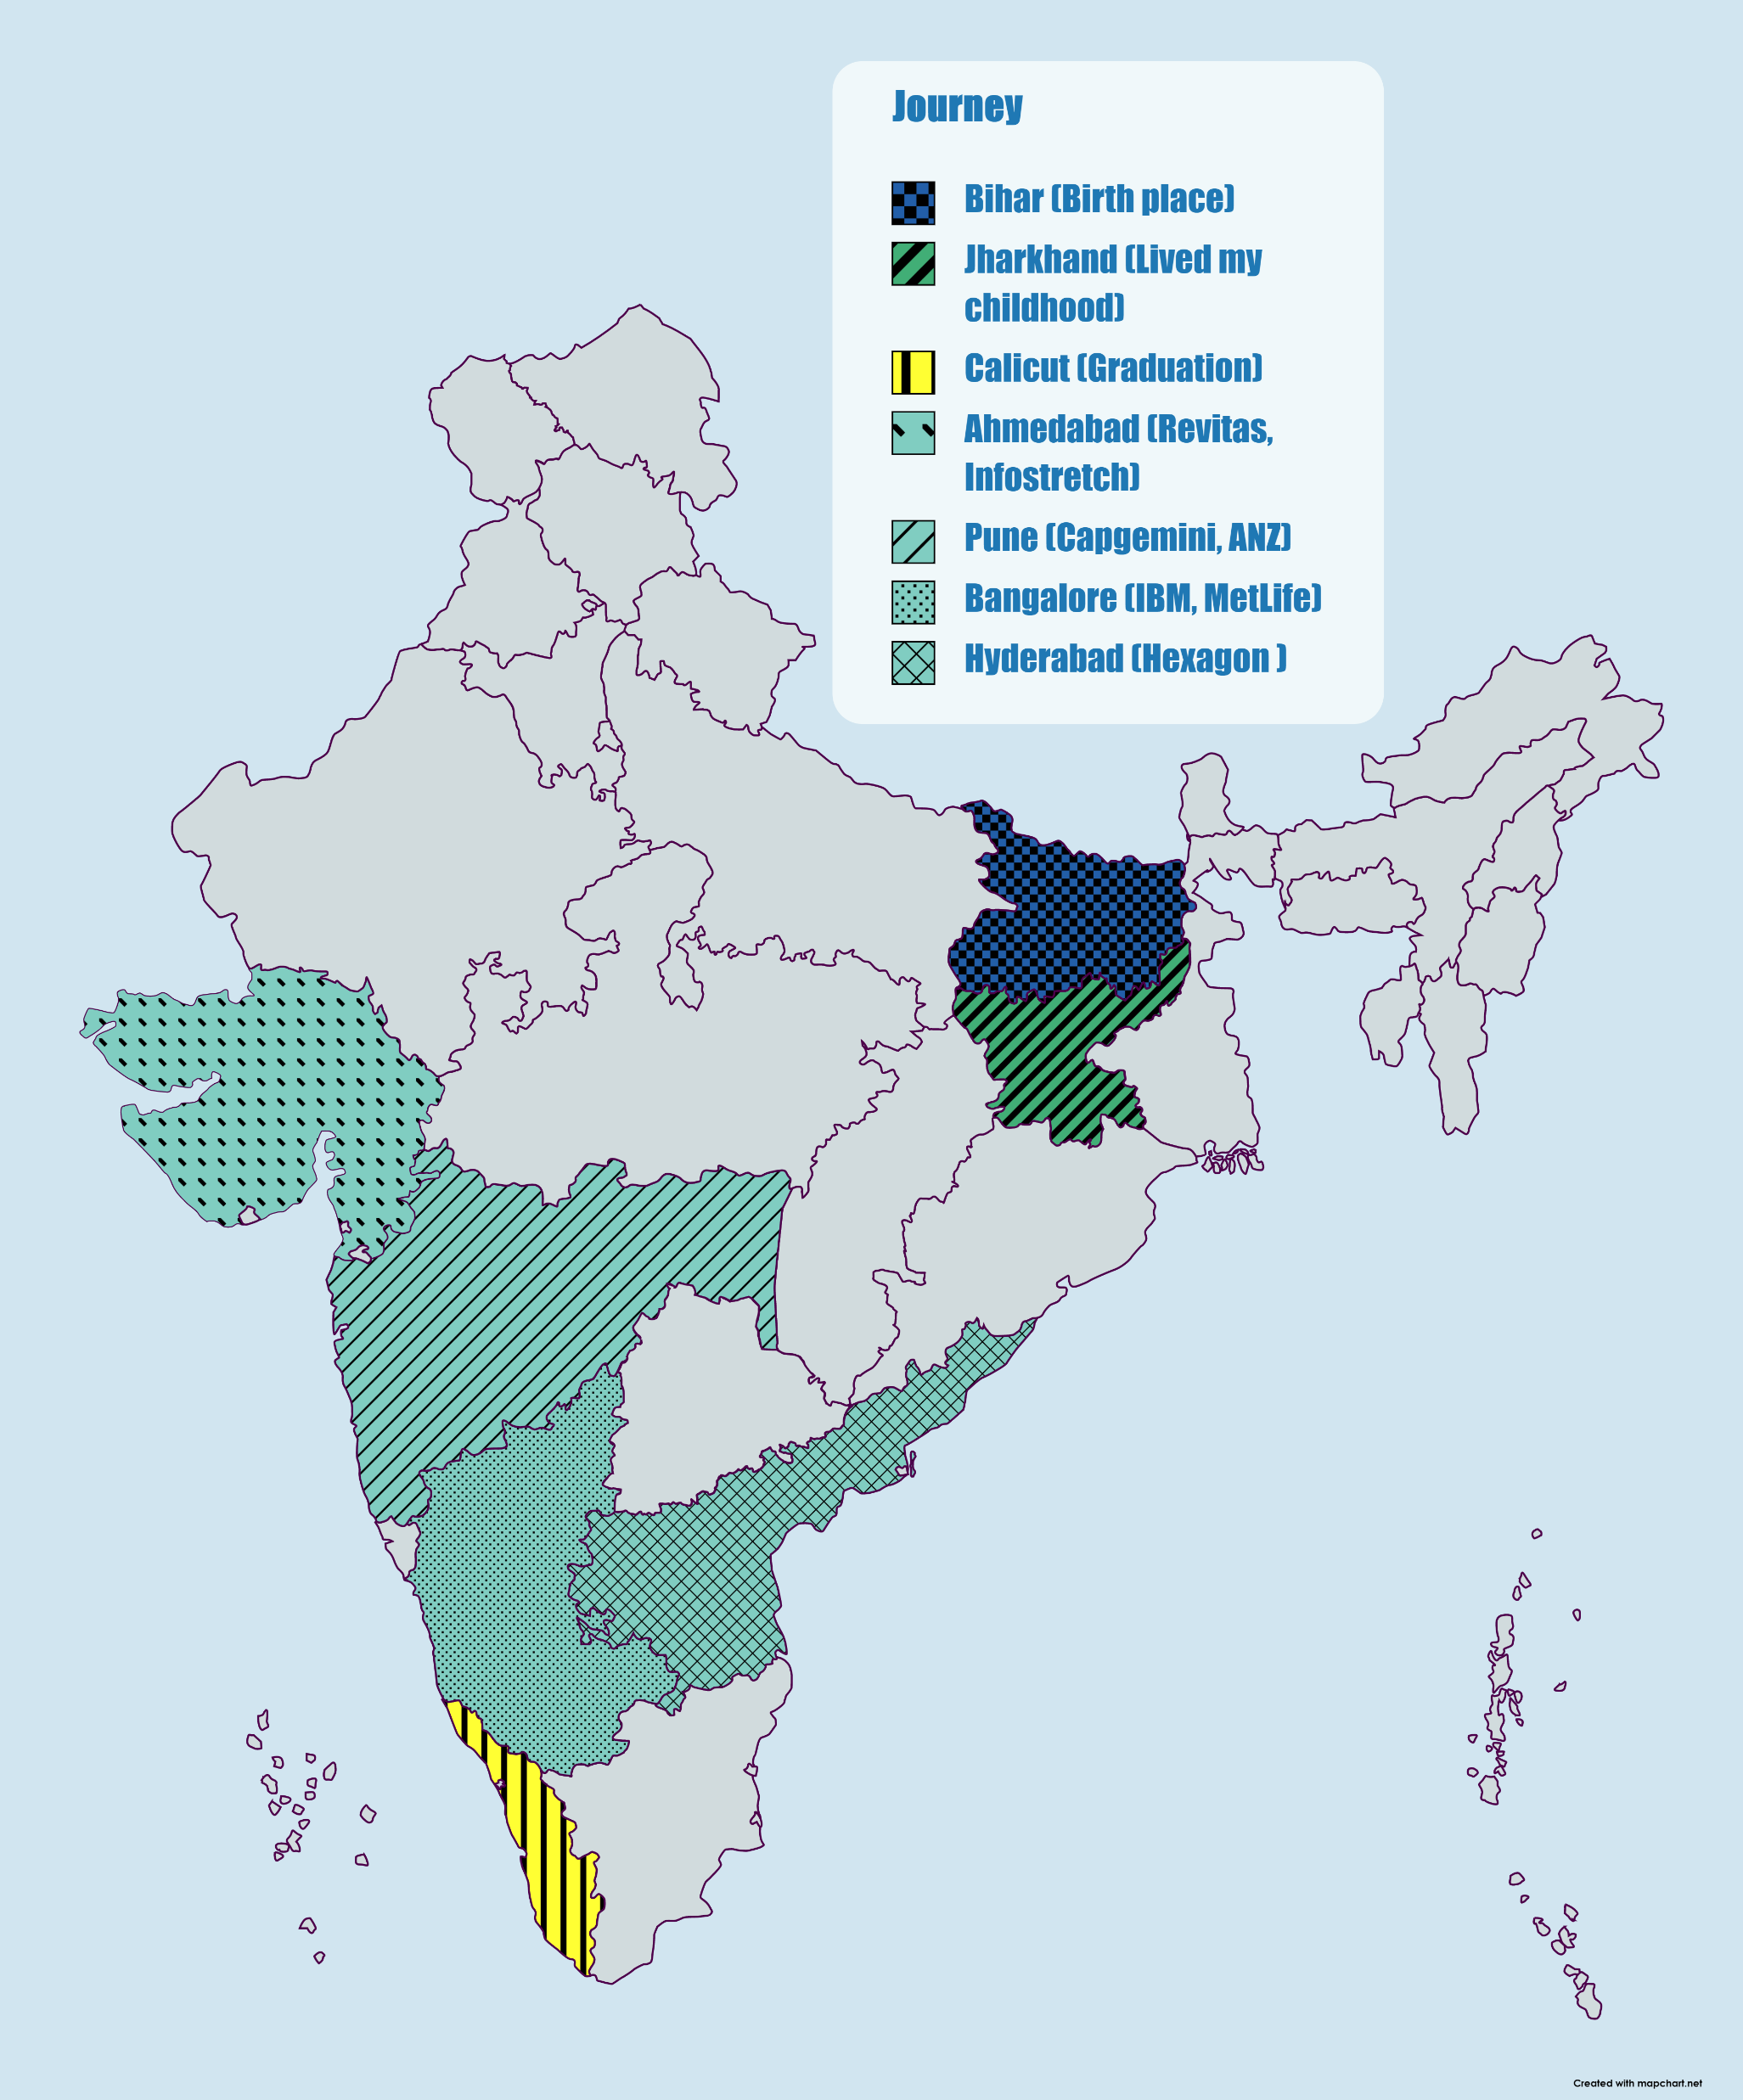 Journey
Bihar (Birth place)
Jharkhand (Lived my
childhood)
Calicut (Graduation)
Ahmedabad (Revitas,
Infostretch)
Pune (Capgemini, ANZ)
Bangalore (IBM, MetLife)
Hyderabad (Hexagon )
Created with mapchart.net